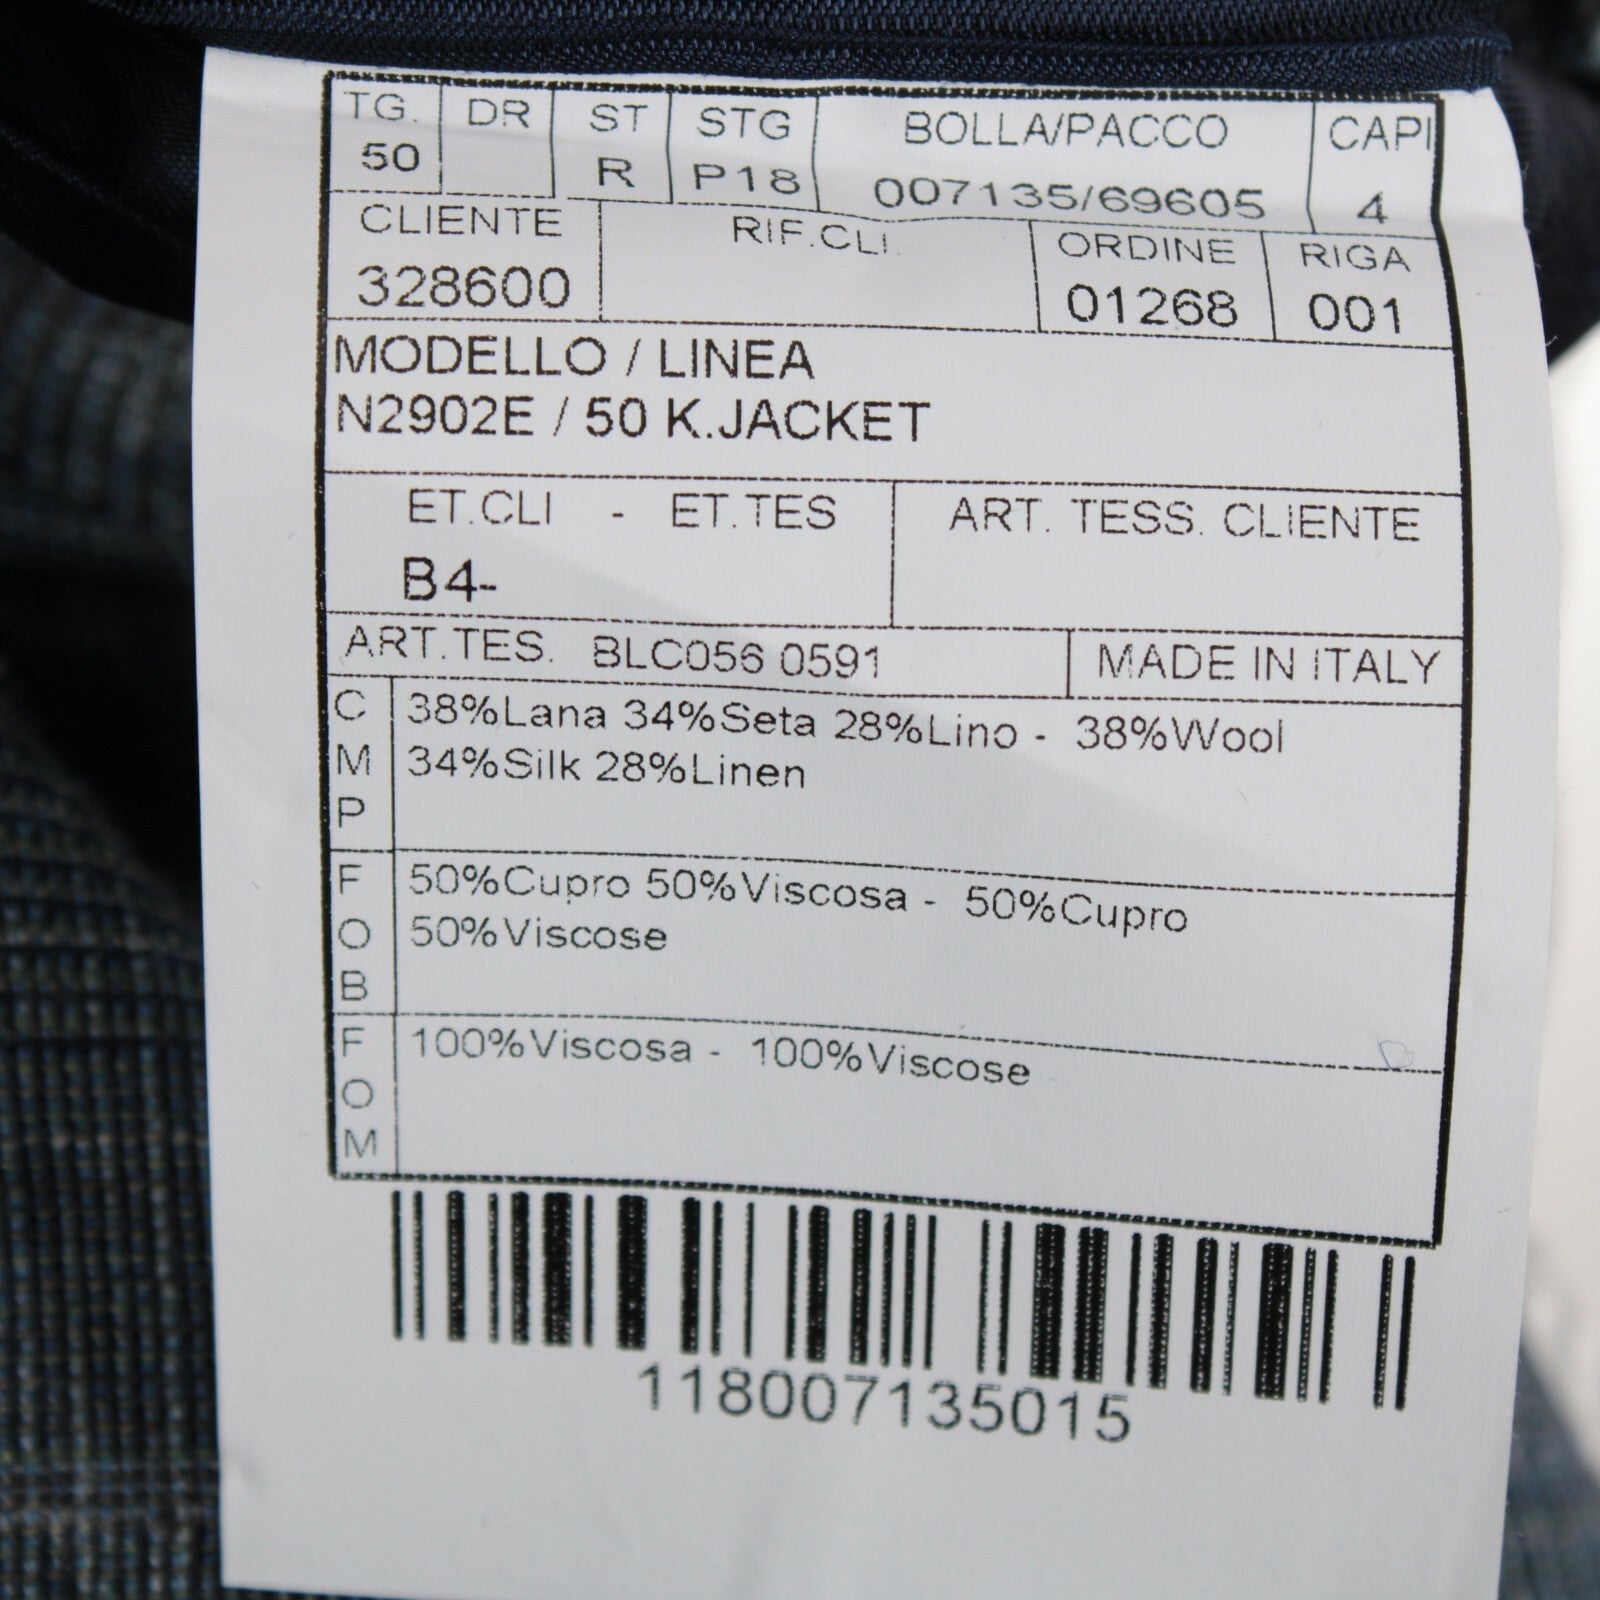 TG. DR ST STG BOLLA/PACCO CAPI
50 R P18 007135/69605 4
CLIENTE RIF.CLI. ORDINE RIGA
328600 01268 001
MODELLO / LINEA
N2902E / 50 K.JACKET
ET.CLI - ET.TES ART. TESS. CLIENTE
B4-
ART.TES. BLC056 0591 MADE IN ITALY
CMP 38%Lana 34%Seta 28%Lino - 38%Wool
34%Silk 28%Linen
FOB 50%Cupro 50%Viscosa - 50%Cupro
50%Viscose
FOM 100%Viscosa - 100%Viscose
118007135015